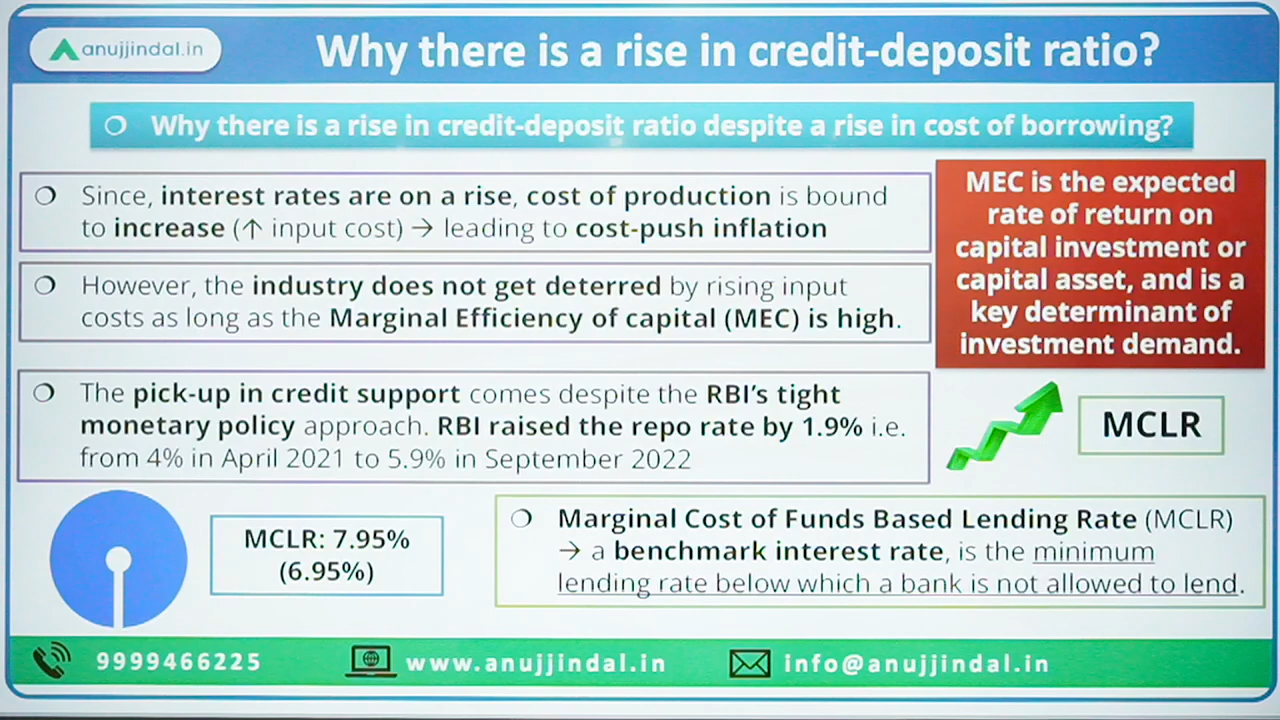 anujjindal.in
Why there is a rise in credit-deposit ratio?
Why there is a rise in credit-deposit ratio despite a rise in cost of borrowing?
Since, interest rates are on a rise, cost of production is bound
to increase (↑ input cost) → leading to cost-push inflation
However, the industry does not get deterred by rising input
costs as long as the Marginal Efficiency of capital (MEC) is high.
MEC is the expected
rate of return on
capital investment or
capital asset, and is a
key determinant of
investment demand.
The pick-up in credit support comes despite the RBI's tight
monetary policy approach. RBI raised the repo rate by 1.9% i.e.
from 4% in April 2021 to 5.9% in September 2022
MCLR
MCLR: 7.95%
(6.95%)
Marginal Cost of Funds Based Lending Rate (MCLR)
→ a benchmark interest rate, is the minimum
lending rate below which a bank is not allowed to lend.
9999466225
www.anujjindal.in
info@anujjindal.in